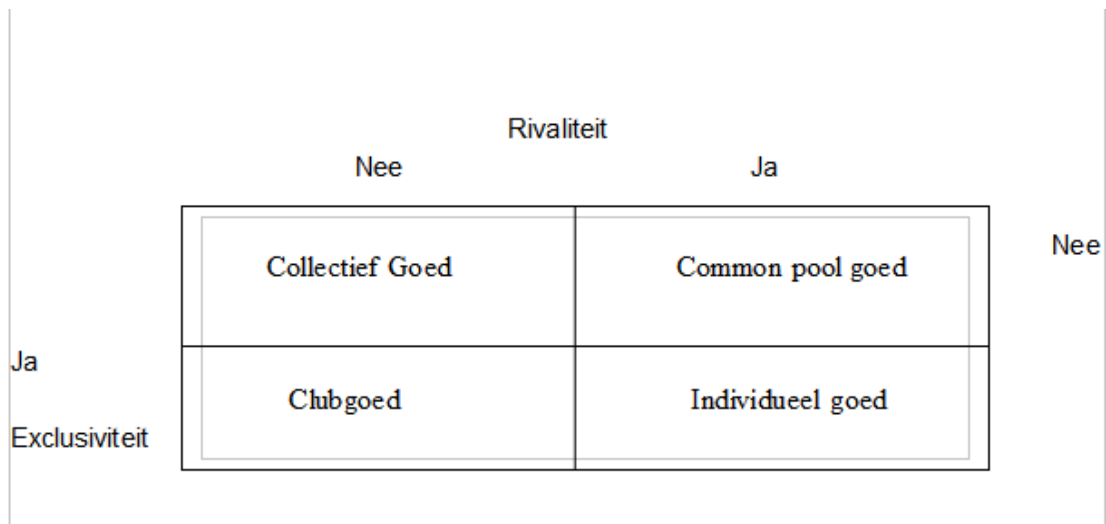 Rivaliteit
Nee Ja
Nee
Collectief Goed Common pool goed
Ja
Clubgoed Individueel goed
Exclusiviteit